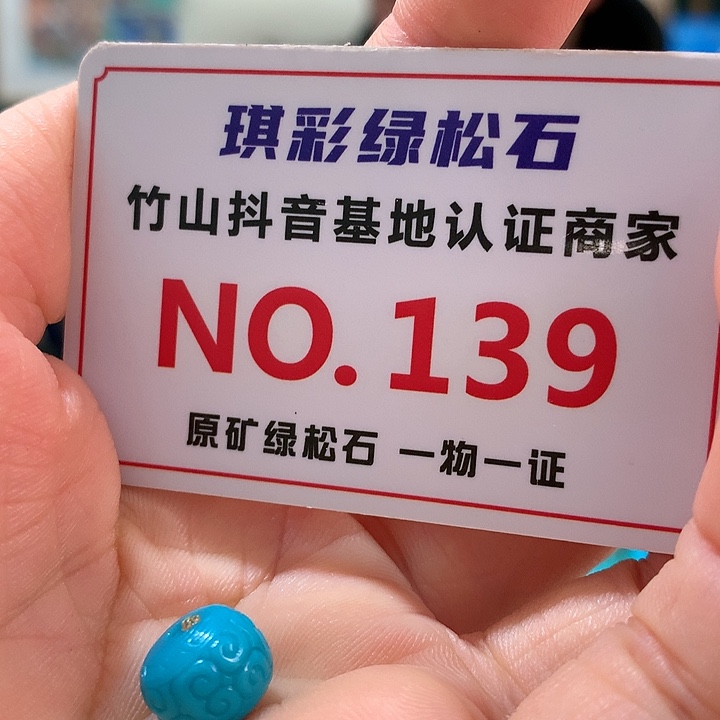 琪彩绿松石
竹山抖音基地认证商家
NO.139
原矿绿松石 一物一证